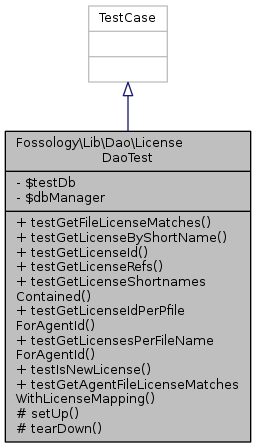 TestCase
Fossology\Lib\Dao\License
DaoTest
- $testDb
- $dbManager
+ testGetFileLicenseMatches()
+ testGetLicenseByShortName()
+ testGetLicenseId()
+ testGetLicenseRefs()
+ testGetLicenseShortnames
Contained()
+ testGetLicenseIdPerPfile
ForAgentId()
+ testGetLicensesPerFileName
ForAgentId()
+ testIsNewLicense()
+ testGetAgentFileLicenseMatches
WithLicenseMapping()
# setUp()
# tearDown()